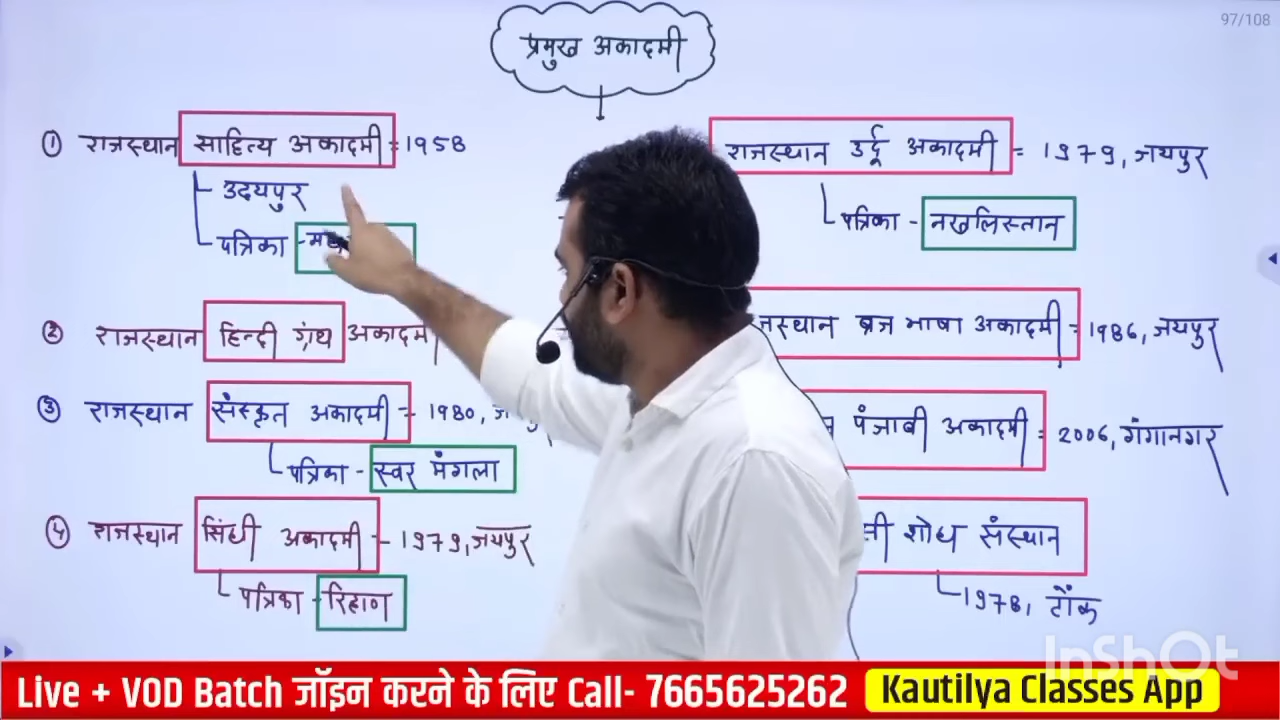 97/108
प्रमुख अकादमी
① राजस्थान साहित्य अकादमी = 1958
उदयपुर
पत्रिका -
② राजस्थान हिन्दी ग्रंथ अकादमी
③ राजस्थान संस्कृत अकादमी - 1980,
पत्रिका - स्वर मंगला
④ राजस्थान सिंधी अकादमी - 1979, जयपुर
पत्रिका - रिहाण
राजस्थान उर्दू अकादमी = 1979, जयपुर
पत्रिका - नखलिस्तान
जस्थान ब्रज भाषा अकादमी = 1986, जयपुर
पंजाबी अकादमी = 2006, गंगानगर
सी शोध संस्थान
1978, टोंक
InShOt
Live + VOD Batch जॉइन करने के लिए Call- 7665625262 Kautilya Classes App